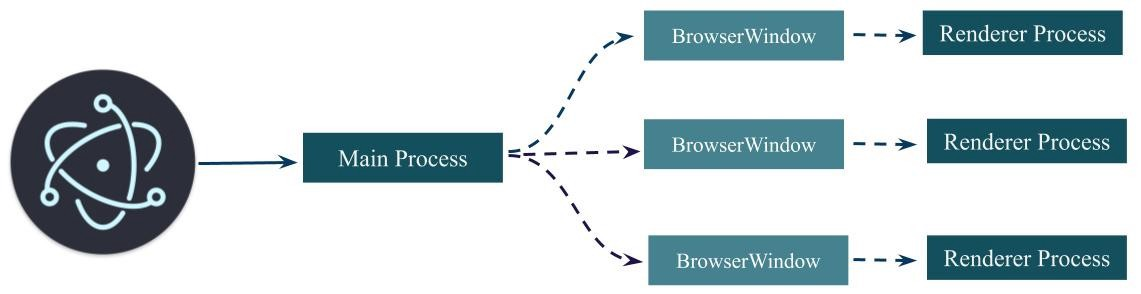 BrowserWindow
Renderer Process
Main Process
BrowserWindow
Renderer Process
BrowserWindow
Renderer Process